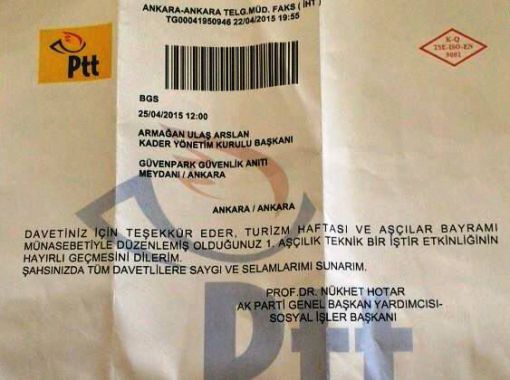 ANKARA-ANKARA TELG.MÜD. FAKS ( İHT )
TG00041950946 22/04/2015 19:55
Ptt
K-Q
TSE-ISO-EN
9001
BGS
25/04/2015 12:00
ARMAĞAN ULAŞ ARSLAN
KADER YÖNETİM KURULU BAŞKANI
GÜVENPARK GÜVENLİK ANITI
MEYDANI / ANKARA
ANKARA / ANKARA
DAVETİNİZ İÇİN TEŞEKKÜR EDER, TURİZM HAFTASI VE AŞÇILAR BAYRAMI
MÜNASEBETİYLE DÜZENLEMİŞ OLDUĞUNUZ 1. AŞÇILIK TEKNİK BİR İŞTİR ETKİNLİĞİNİN
HAYIRLI GEÇMESİNİ DİLERİM.
ŞAHSINIZDA TÜM DAVETLİLERE SAYGI VE SELAMLARIMI SUNARIM.
PROF.DR. NÜKHET HOTAR
AK PARTİ GENEL BAŞKAN YARDIMCISI-
SOSYAL İŞLER BAŞKANI
Ptt